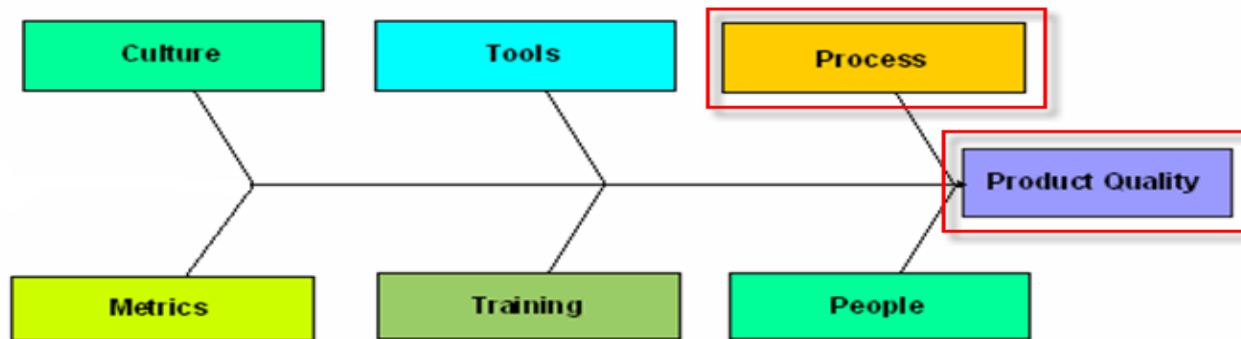 Culture
Tools
Process
Product Quality
Metrics
Training
People